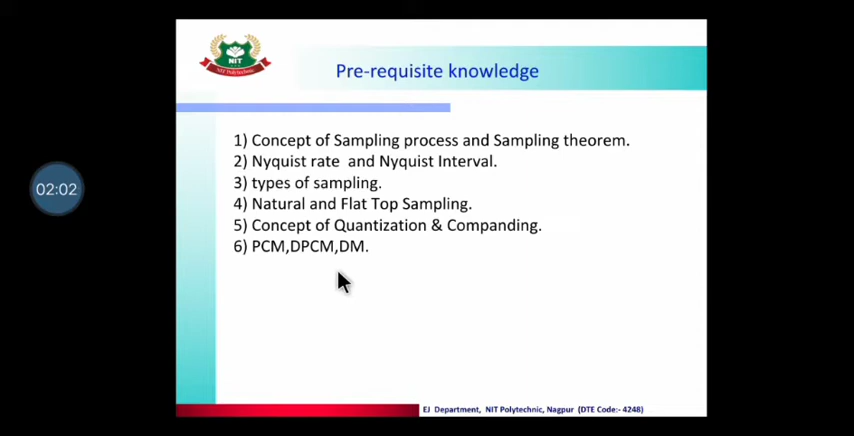 NIT
NIT Polytechnic
Pre-requisite knowledge
1) Concept of Sampling process and Sampling theorem.
2) Nyquist rate and Nyquist Interval.
02:02
3) types of sampling.
4) Natural and Flat Top Sampling.
5) Concept of Quantization & Companding.
6) PCM,DPCM,DM.
EJ Department, NIT Polytechnic, Nagpur (DTE Code:- 4248)